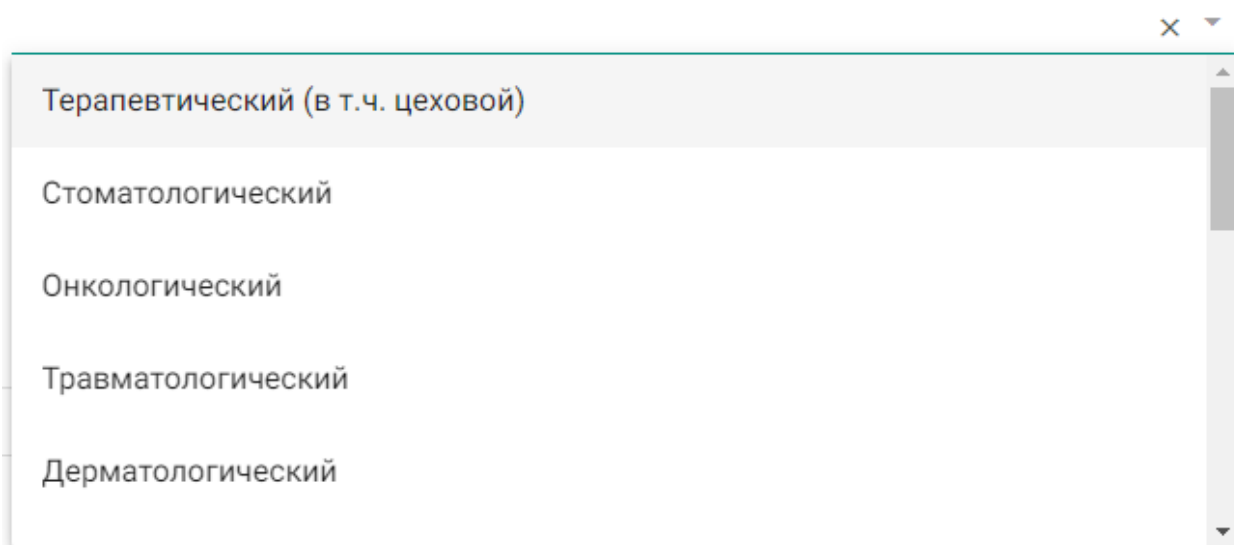 Терапевтический (в т.ч. цеховой)
Стоматологический
Онкологический
Травматологический
Дерматологический